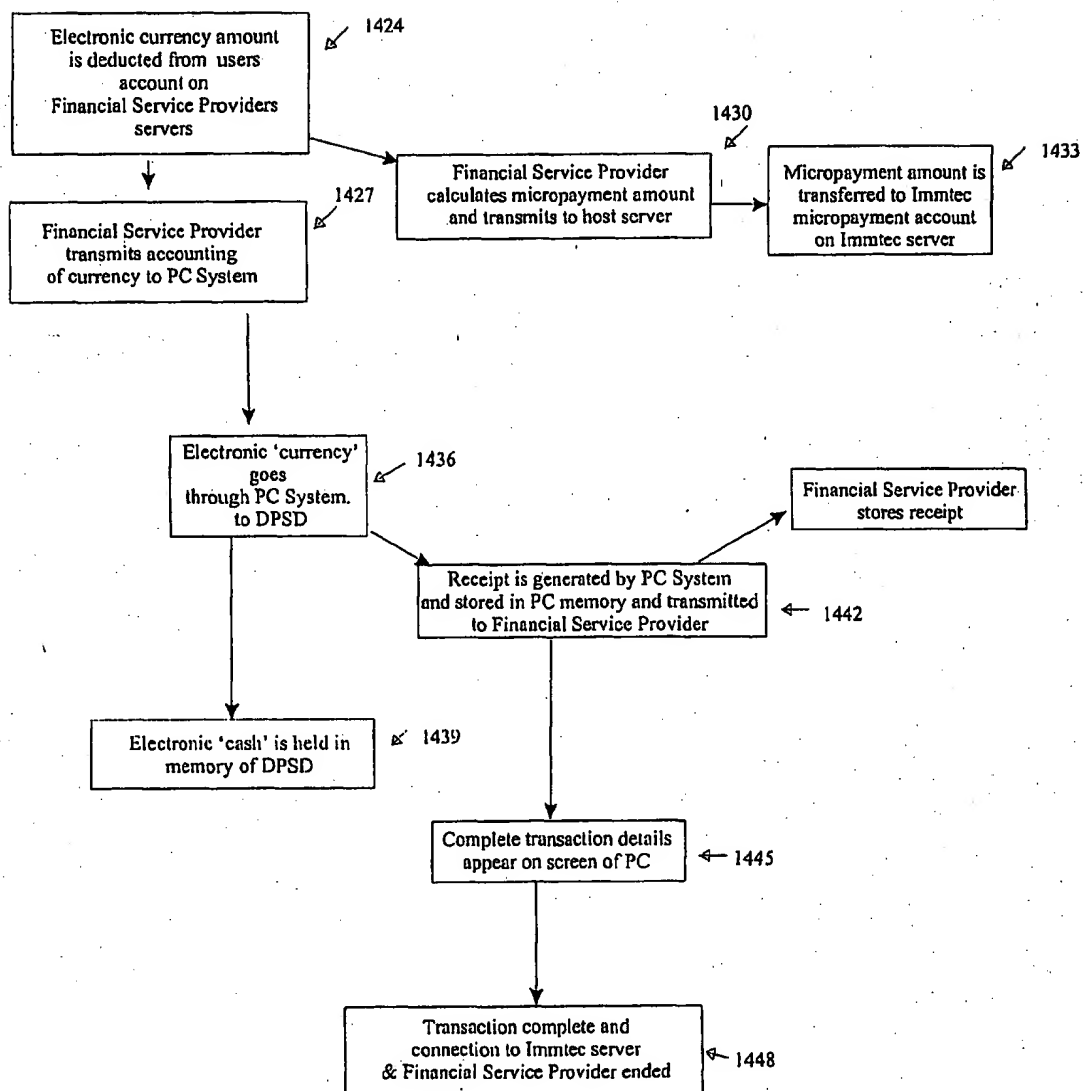 Electronic currency amount
is deducted from users
account on
Financial Service Providers
servers
1424
Financial Service Provider
calculates micropayment amount
and transmits to host server
1430
Micropayment amount is
transferred to Immtec
micropayment account
on Immtec server
1433
Financial Service Provider
transmits accounting
of currency to PC System
1427
Electronic ‘currency’
goes
through PC System.
to DPSD
1436
Financial Service Provider
stores receipt
Receipt is generated by PC System
and stored in PC memory and transmitted
to Financial Service Provider
1442
Electronic ‘cash’ is held in
memory of DPSD
1439
Complete transaction details
appear on screen of PC
1445
Transaction complete and
connection to Immtec server
& Financial Service Provider ended
1448